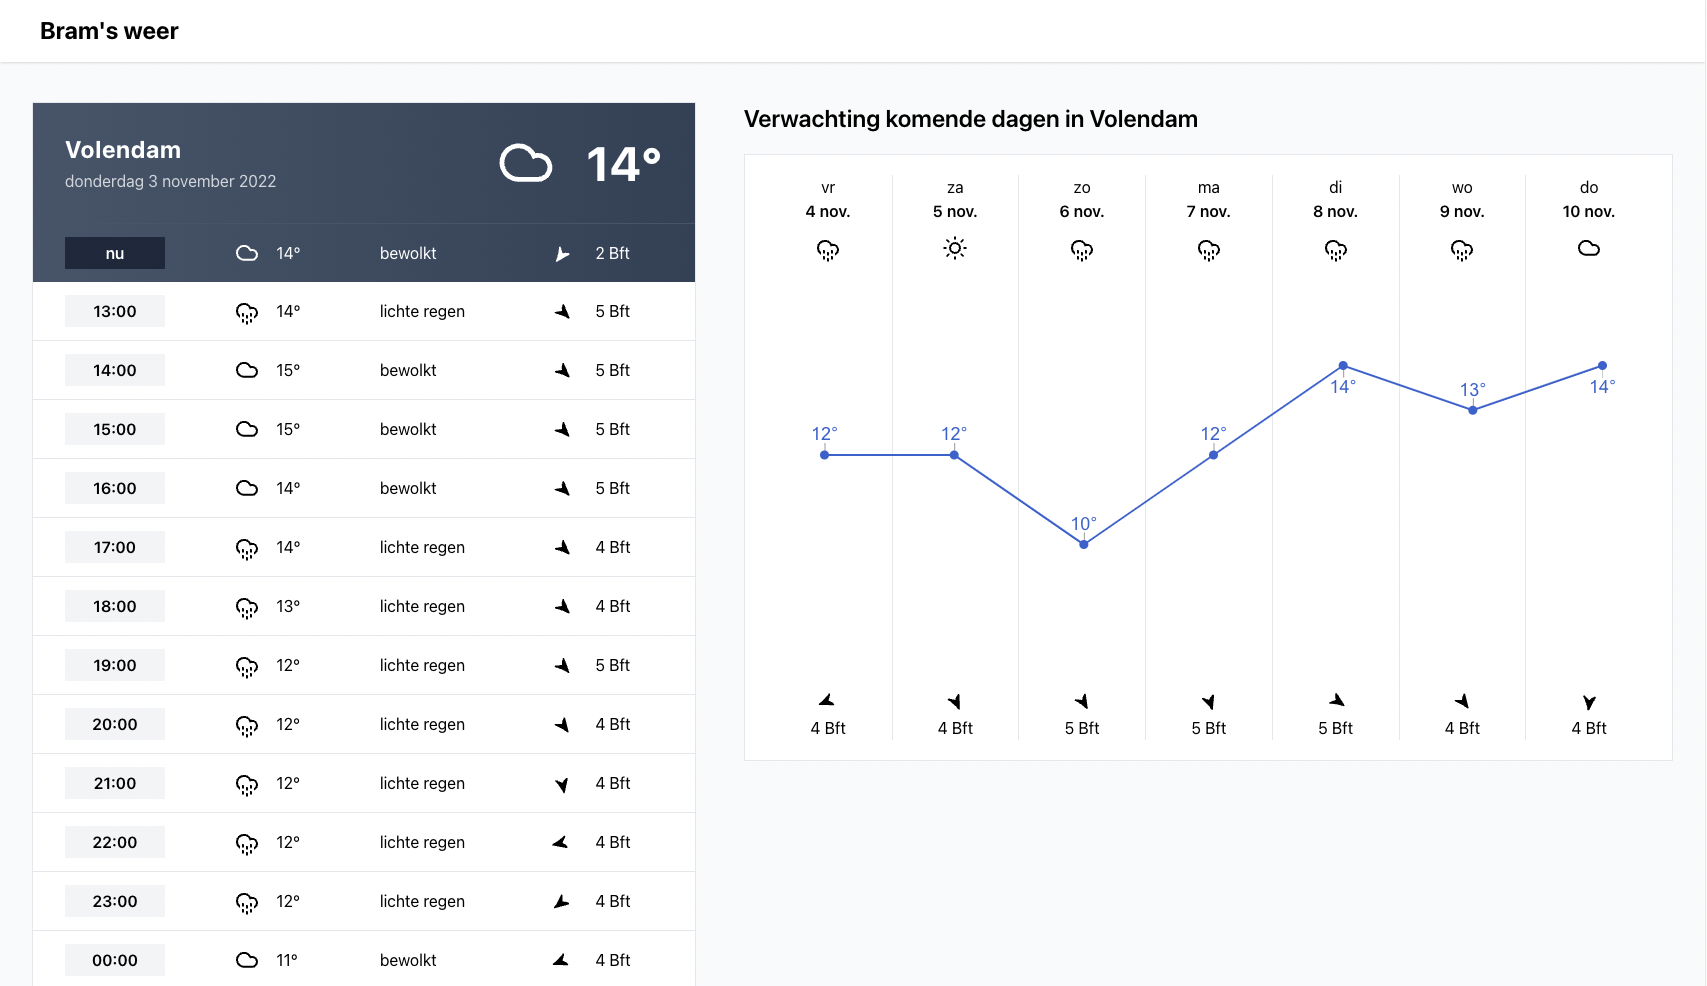 Bram's weer
Volendam
donderdag 3 november 2022
14°
nu 14° bewolkt 2 Bft
13:00 14° lichte regen 5 Bft
14:00 15° bewolkt 5 Bft
15:00 15° bewolkt 5 Bft
16:00 14° bewolkt 5 Bft
17:00 14° lichte regen 4 Bft
18:00 13° lichte regen 4 Bft
19:00 12° lichte regen 5 Bft
20:00 12° lichte regen 4 Bft
21:00 12° lichte regen 4 Bft
22:00 12° lichte regen 4 Bft
23:00 12° lichte regen 4 Bft
00:00 11° bewolkt 4 Bft
Verwachting komende dagen in Volendam
vr za zo ma di wo do
4 nov. 5 nov. 6 nov. 7 nov. 8 nov. 9 nov. 10 nov.
12° 12° 10° 12° 14° 13° 14°
4 Bft 4 Bft 5 Bft 5 Bft 5 Bft 4 Bft 4 Bft